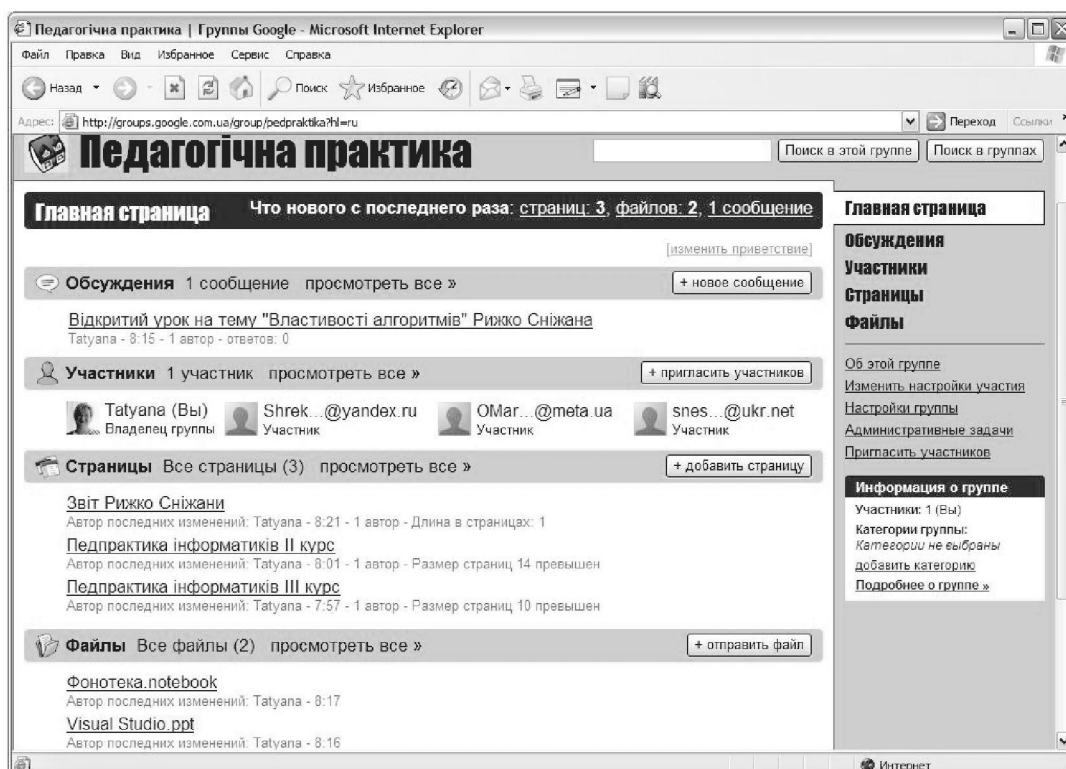 Педагогічна практика | Группы Google - Microsoft Internet Explorer
Файл Правка Вид Избранное Сервис Справка
Назад Поиск Избранное
Адрес: http://groups.google.com.ua/group/pedpraktika?hl=ru Переход Ссылки
Педагогічна практика Поиск в этой группе Поиск в группах
Главная страница Что нового с последнего раза: страниц: 3, файлов: 2, 1 сообщение
[изменить приветствие]
Обсуждения 1 сообщение просмотреть все » + новое сообщение
Відкритий урок на тему "Властивості алгоритмів" Рижко Сніжана
Tatyana - 8:15 - 1 автор - ответов: 0
Участники 1 участник просмотреть все » + пригласить участников
Tatyana (Вы) Shrek...@yandex.ru OMar...@meta.ua snes...@ukr.net
Владелец группы Участник Участник Участник
Страницы Все страницы (3) просмотреть все » + добавить страницу
Звіт Рижко Сніжани
Автор последних изменений: Tatyana - 8:21 - 1 автор - Длина в страницах: 1
Педпрактика інформатиків II курс
Автор последних изменений: Tatyana - 8:01 - 1 автор - Размер страниц 14 превышен
Педпрактика інформатиків III курс
Автор последних изменений: Tatyana - 7:57 - 1 автор - Размер страниц 10 превышен
Файлы Все файлы (2) просмотреть все » + отправить файл
Фонотека.notebook
Автор последних изменений: Tatyana - 8:17
Visual Studio.ppt
Автор последних изменений: Tatyana - 8:16
Главная страница
Обсуждения
Участники
Страницы
Файлы
Об этой группе
Изменить настройки участия
Настройки группы
Административные задачи
Пригласить участников
Информация о группе
Участники: 1 (Вы)
Категории группы:
Категории не выбраны
добавить категорию
Подробнее о группе »
Интернет